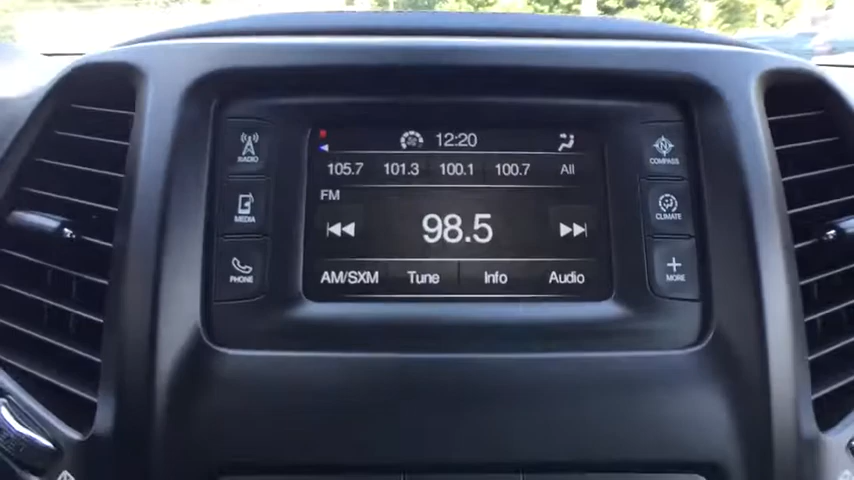 12:20
105.7 101.3 100.1 100.7 All
FM
98.5
AM/SXM Tune Info Audio
RADIO
MEDIA
PHONE
N
COMPASS
CLIMATE
+
MORE